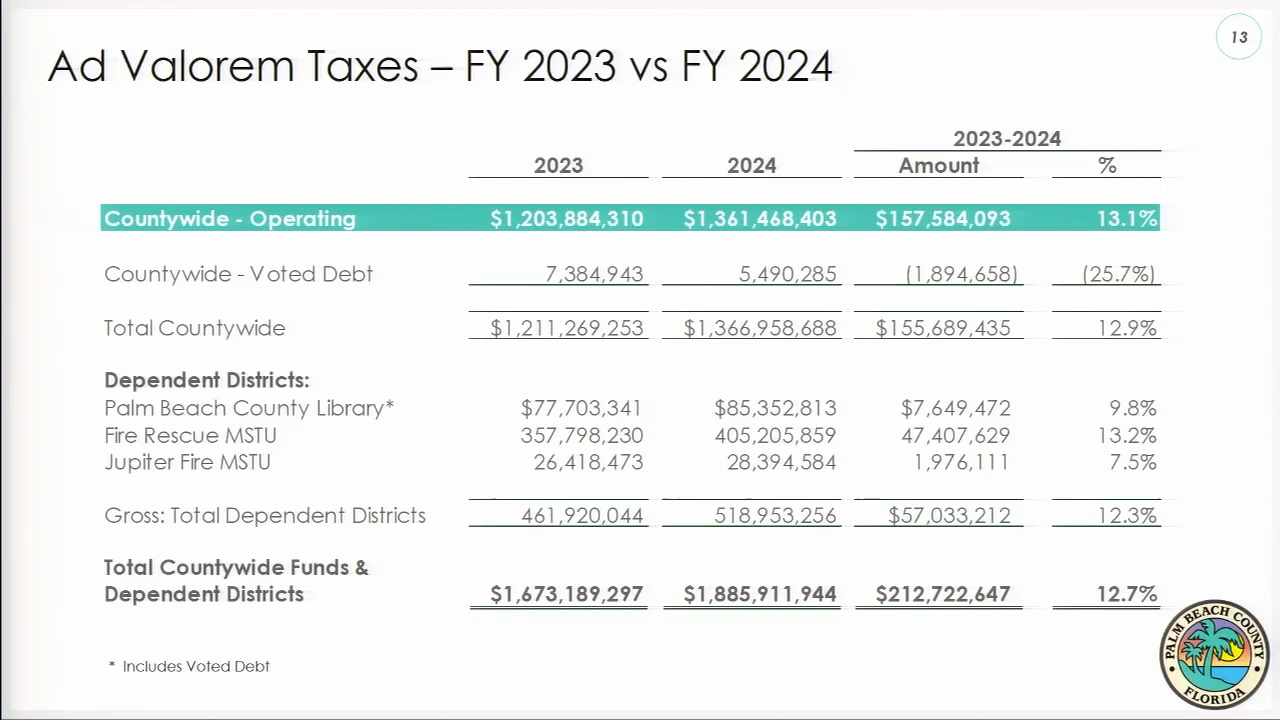 13
Ad Valorem Taxes – FY 2023 vs FY 2024
2023-2024
2023 2024 Amount %
Countywide - Operating $1,203,884,310 $1,361,468,403 $157,584,093 13.1%
Countywide - Voted Debt 7,384,943 5,490,285 (1,894,658) (25.7%)
Total Countywide $1,211,269,253 $1,366,958,688 $155,689,435 12.9%
Dependent Districts:
Palm Beach County Library* $77,703,341 $85,352,813 $7,649,472 9.8%
Fire Rescue MSTU 357,798,230 405,205,859 47,407,629 13.2%
Jupiter Fire MSTU 26,418,473 28,394,584 1,976,111 7.5%
Gross: Total Dependent Districts 461,920,044 518,953,256 $57,033,212 12.3%
Total Countywide Funds &
Dependent Districts $1,673,189,297 $1,885,911,944 $212,722,647 12.7%
* Includes Voted Debt
PALM BEACH COUNTY
FLORIDA